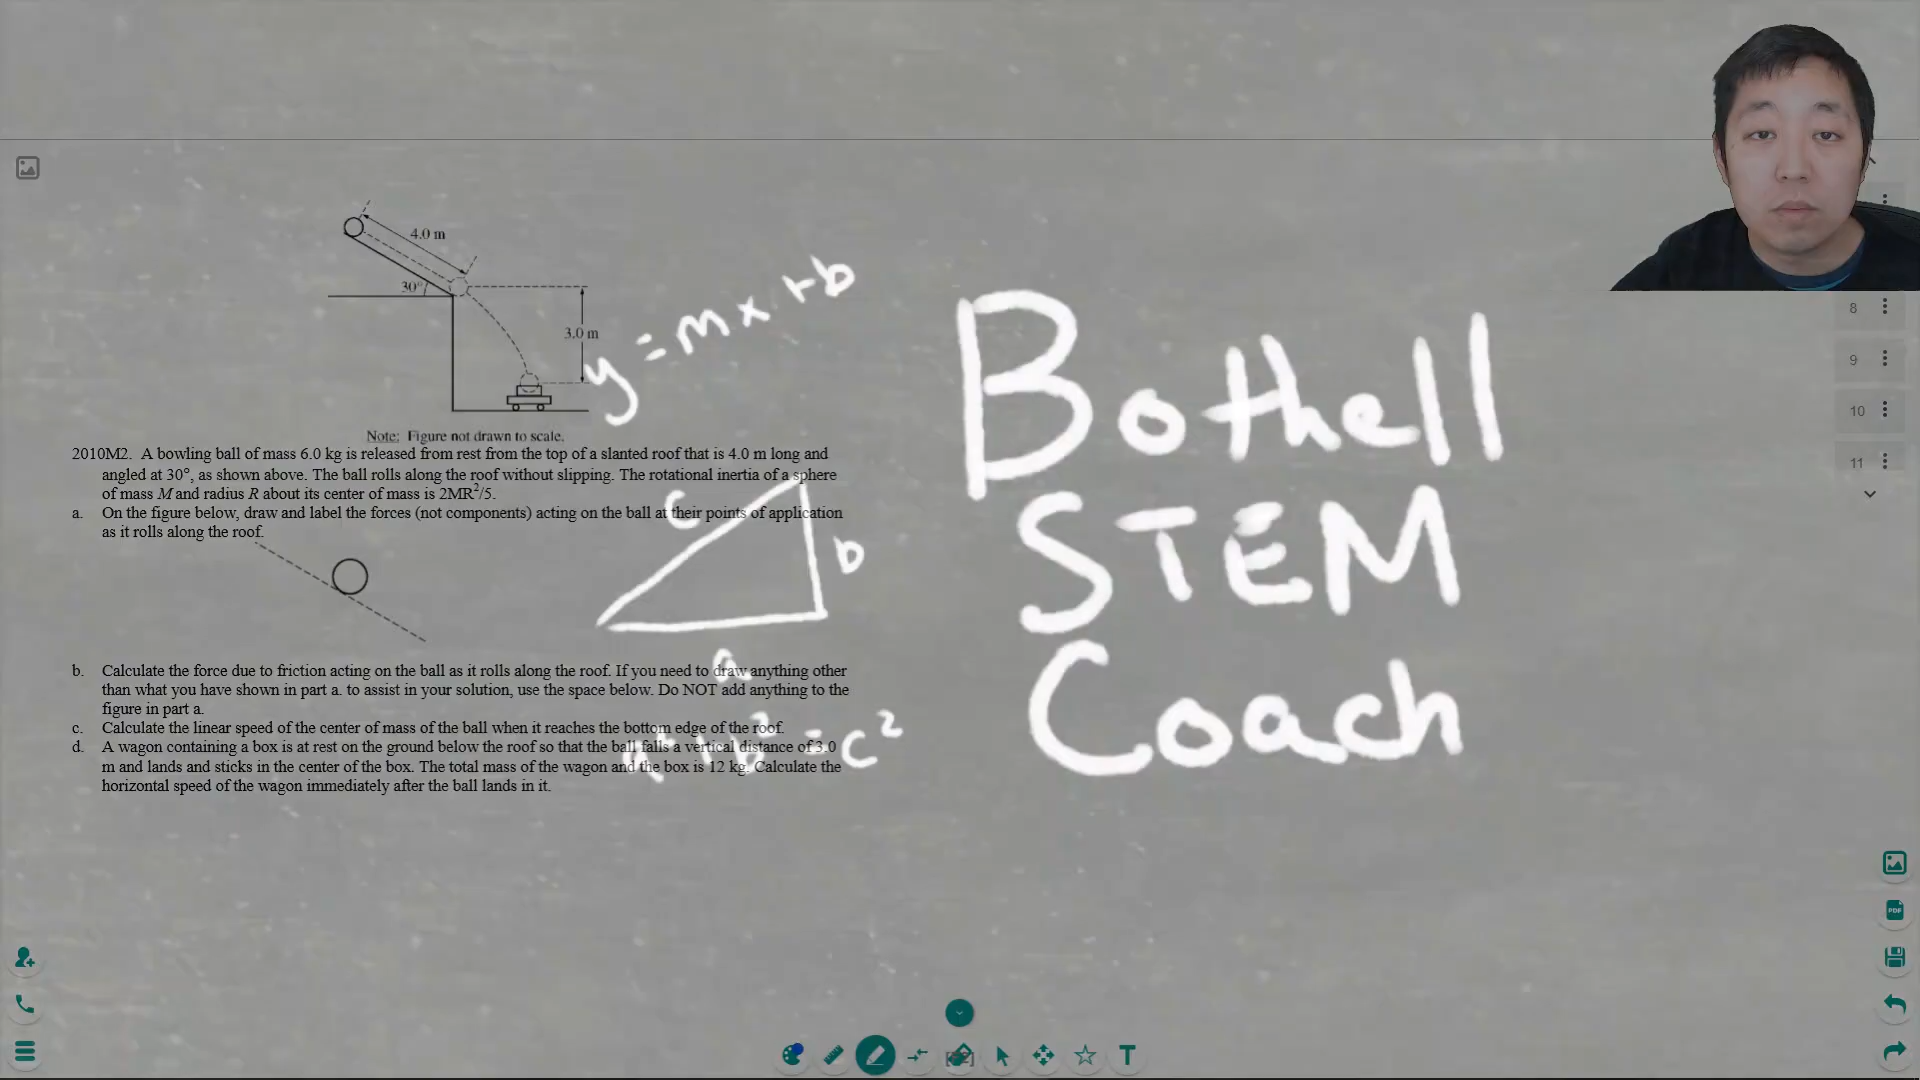 4.0 m
30°
3.0 m
Note: Figure not drawn to scale.
2010M2. A bowling ball of mass 6.0 kg is released from rest from the top of a slanted roof that is 4.0 m long and
angled at 30°, as shown above. The ball rolls along the roof without slipping. The rotational inertia of a sphere
of mass M and radius R about its center of mass is 2MR²/5.
a. On the figure below, draw and label the forces (not components) acting on the ball at their points of application
as it rolls along the roof.
b. Calculate the force due to friction acting on the ball as it rolls along the roof. If you need to draw anything other
than what you have shown in part a. to assist in your solution, use the space below. Do NOT add anything to the
figure in part a.
c. Calculate the linear speed of the center of mass of the ball when it reaches the bottom edge of the roof.
d. A wagon containing a box is at rest on the ground below the roof so that the ball falls a vertical distance of 3.0
m and lands and sticks in the center of the box. The total mass of the wagon and the box is 12 kg. Calculate the
horizontal speed of the wagon immediately after the ball lands in it.
y = mx + b
c
b
a
a² + b² = c²
Bothell
STEM
Coach
8
9
10
11
PDF
T